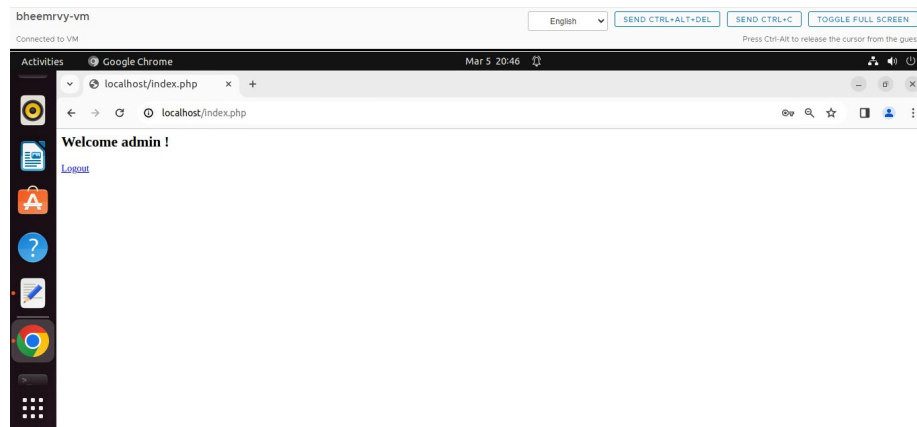 bheemrvy-vm
English
SEND CTRL+ALT+DEL
SEND CTRL+C
TOGGLE FULL SCREEN
Connected to VM
Press Ctrl-Alt to release the cursor from the gues
Activities Google Chrome Mar 5 20:46
localhost/index.php
localhost/index.php
Welcome admin !
Logout